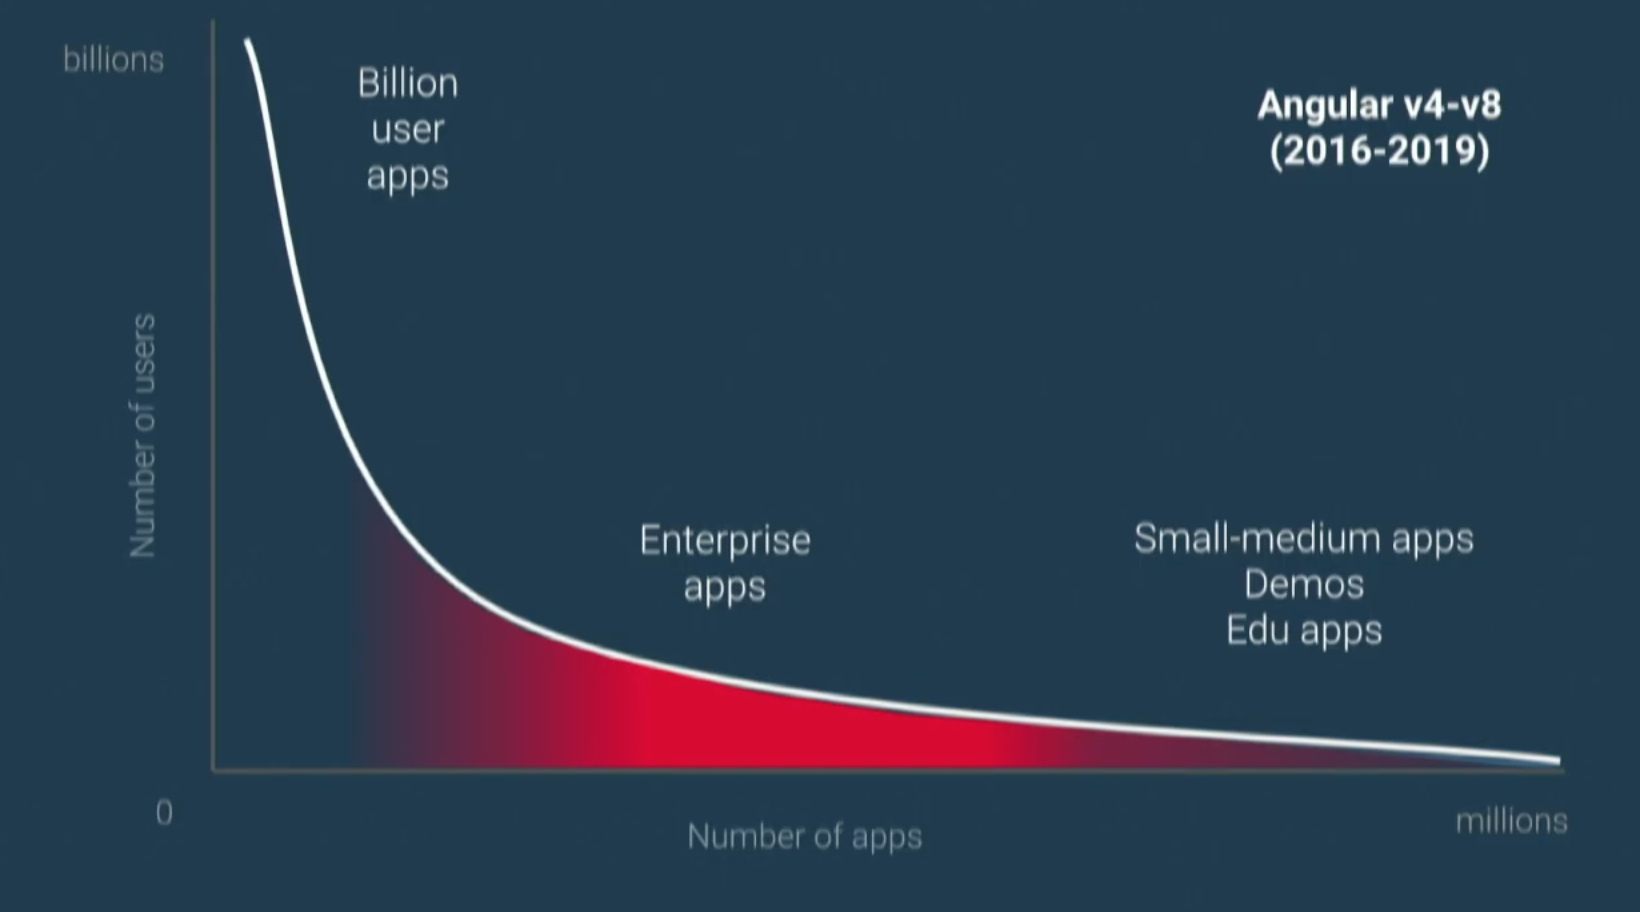 billions
Billion
user
apps
Angular v4-v8
(2016-2019)
Number of users
Enterprise
apps
Small-medium apps
Demos
Edu apps
0
Number of apps
millions